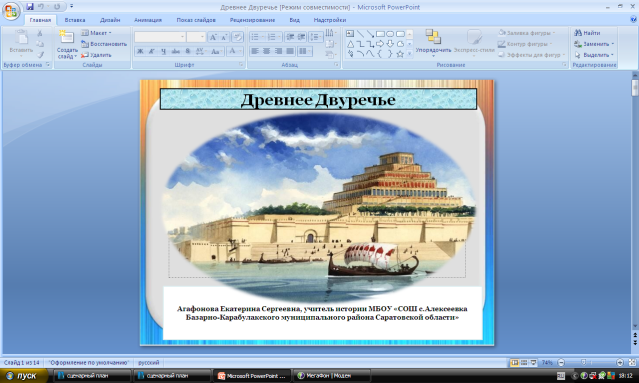 Древнее Двуречье [Режим совместимости] - Microsoft PowerPoint
Главная Вставка Дизайн Анимация Показ слайдов Рецензирование Вид Надстройки
Вставить
Буфер обмена
Создать слайд
Макет
Восстановить
Удалить
Слайды
Шрифт
Абзац
Упорядочить
Экспресс-стили
Заливка фигуры
Контур фигуры
Эффекты для фигур
Рисование
Найти
Заменить
Выделить
Редактирование
Древнее Двуречье
Агафонова Екатерина Сергеевна, учитель истории МБОУ «СОШ с.Алексеевка
Базарно-Карабулакского муниципального района Саратовской области»
Слайд 1 из 14 "Оформление по умолчанию" русский 74%
пуск сценарный план сценарный план Microsoft PowerPoint ... МегаФон | Модем 18:12